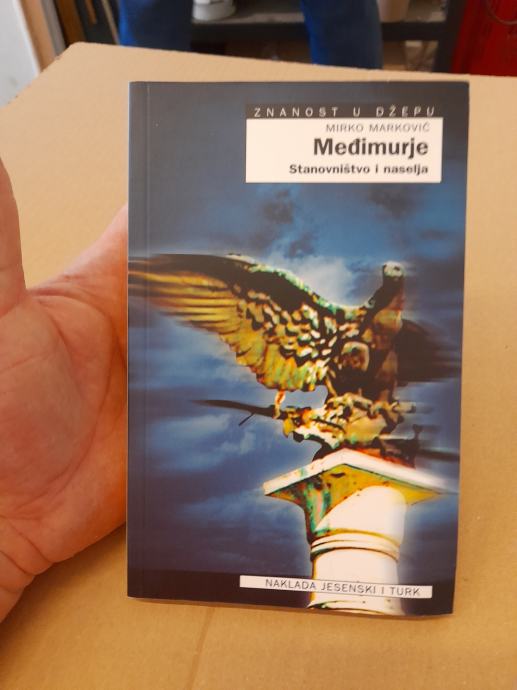 ZNANOST U DŽEPU
MIRKO MARKOVIĆ
Međimurje
Stanovništvo i naselja
NAKLADA JESENSKI I TURK